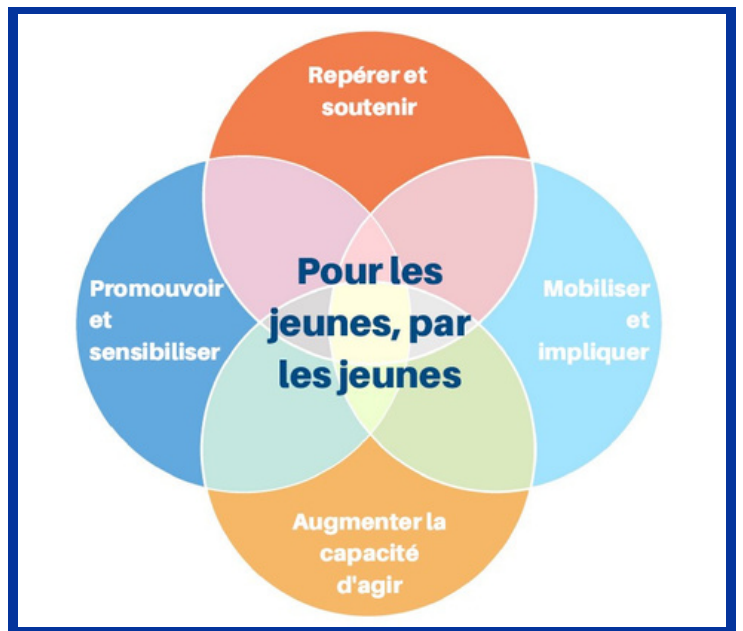 Repérer et
soutenir
Promouvoir
et
sensibiliser
Pour les
jeunes, par
les jeunes
Mobiliser
et
impliquer
Augmenter la
capacité
d'agir